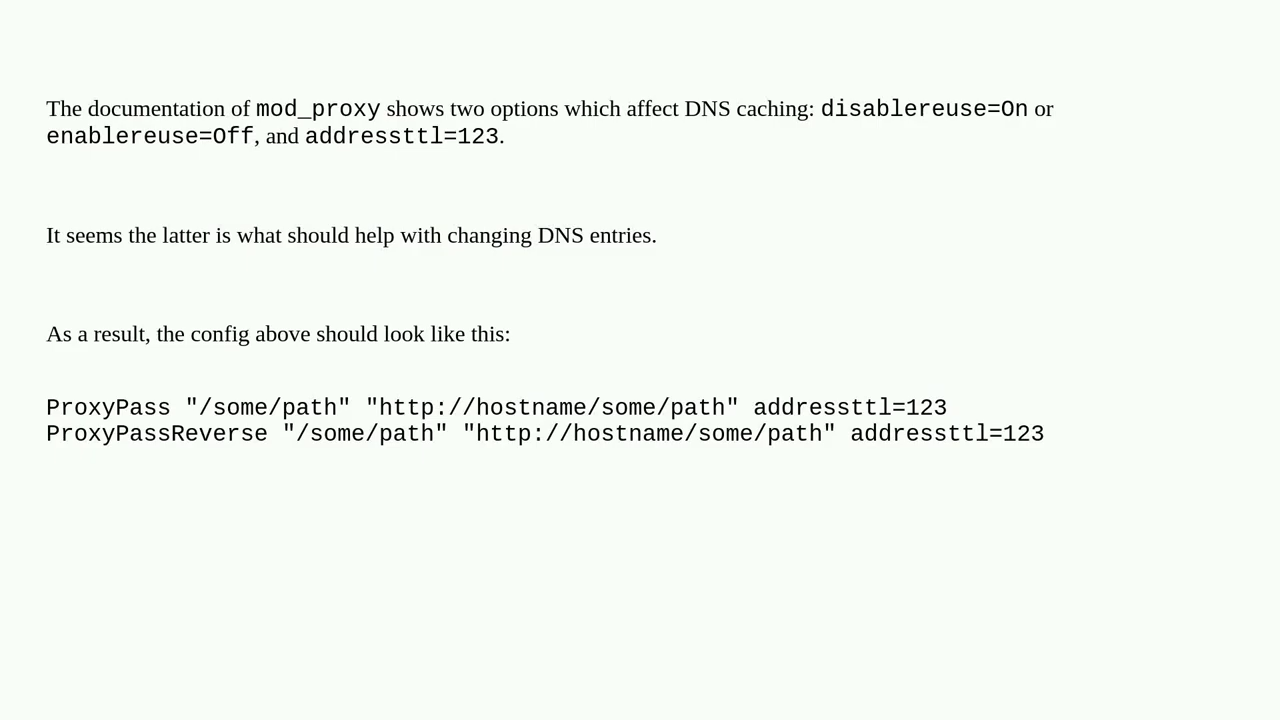 The documentation of mod_proxy shows two options which affect DNS caching: disablereuse=On or
enablereuse=Off, and addressttl=123.
It seems the latter is what should help with changing DNS entries.
As a result, the config above should look like this:
ProxyPass "/some/path" "http://hostname/some/path" addressttl=123
ProxyPassReverse "/some/path" "http://hostname/some/path" addressttl=123